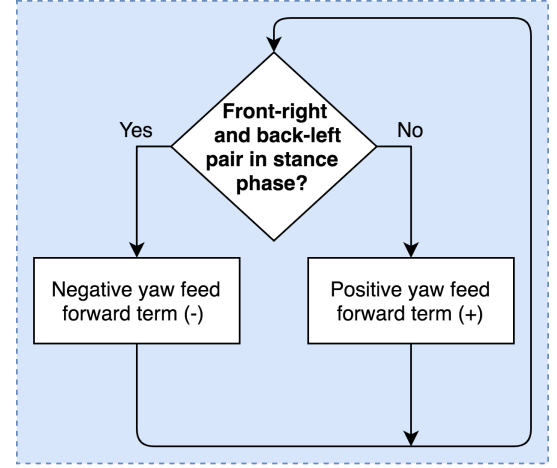 Front-right
and back-left
pair in stance
phase?
Yes
No
Negative yaw feed
forward term (-)
Positive yaw feed
forward term (+)